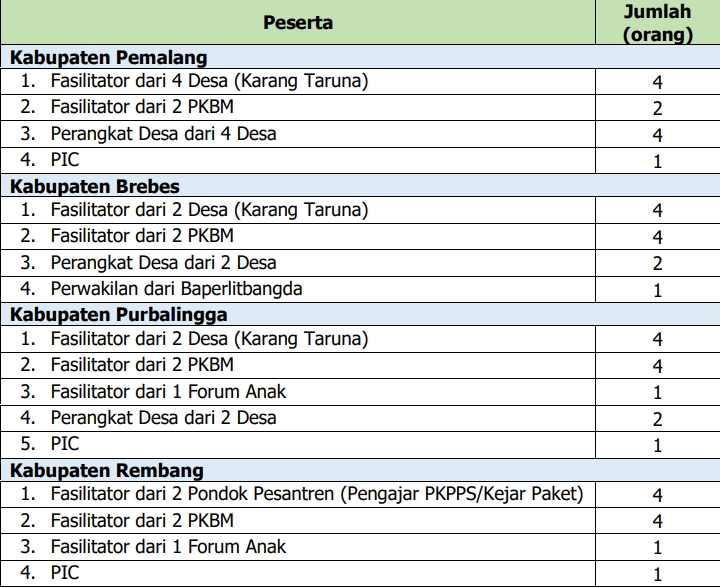 Peserta Jumlah
(orang)
Kabupaten Pemalang
1. Fasilitator dari 4 Desa (Karang Taruna) 4
2. Fasilitator dari 2 PKBM 2
3. Perangkat Desa dari 4 Desa 4
4. PIC 1
Kabupaten Brebes
1. Fasilitator dari 2 Desa (Karang Taruna) 4
2. Fasilitator dari 2 PKBM 4
3. Perangkat Desa dari 2 Desa 2
4. Perwakilan dari Baperlitbangda 1
Kabupaten Purbalingga
1. Fasilitator dari 2 Desa (Karang Taruna) 4
2. Fasilitator dari 2 PKBM 4
3. Fasilitator dari 1 Forum Anak 1
4. Perangkat Desa dari 2 Desa 2
5. PIC 1
Kabupaten Rembang
1. Fasilitator dari 2 Pondok Pesantren (Pengajar PKPPS/Kejar Paket) 4
2. Fasilitator dari 2 PKBM 4
3. Fasilitator dari 1 Forum Anak 1
4. PIC 1